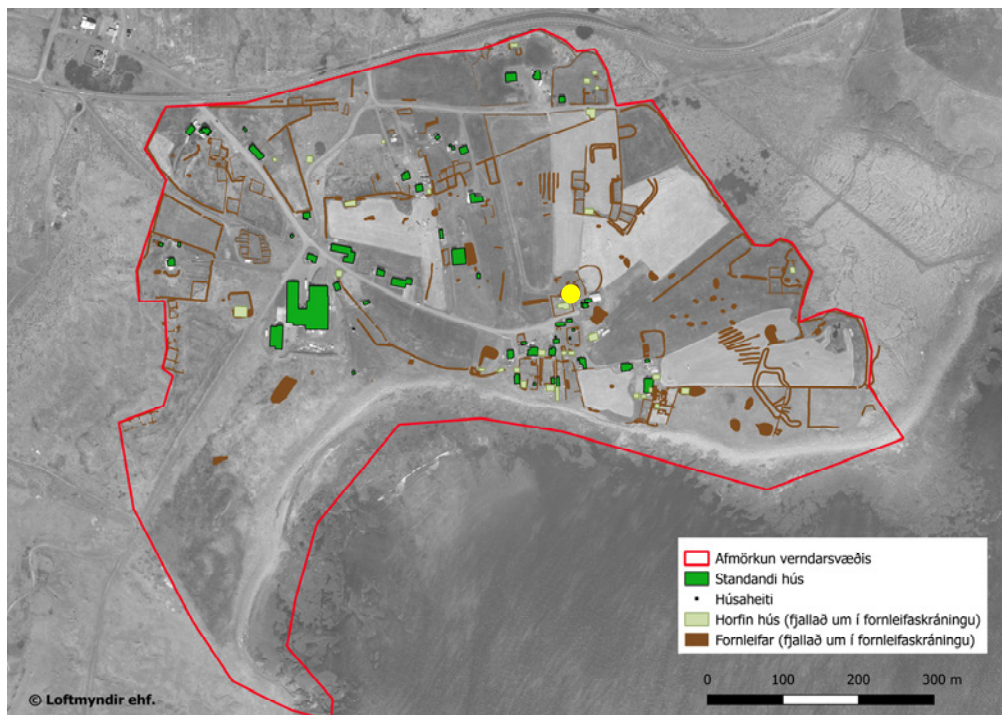 Afmörkun verndarsvæðis
Standandi hús
Húsaheiti
Horfin hús (fjallað um í fornleifaskráningu)
Fornleifar (fjallað um í fornleifaskráningu)
0 100 200 300 m
© Loftmyndir ehf.